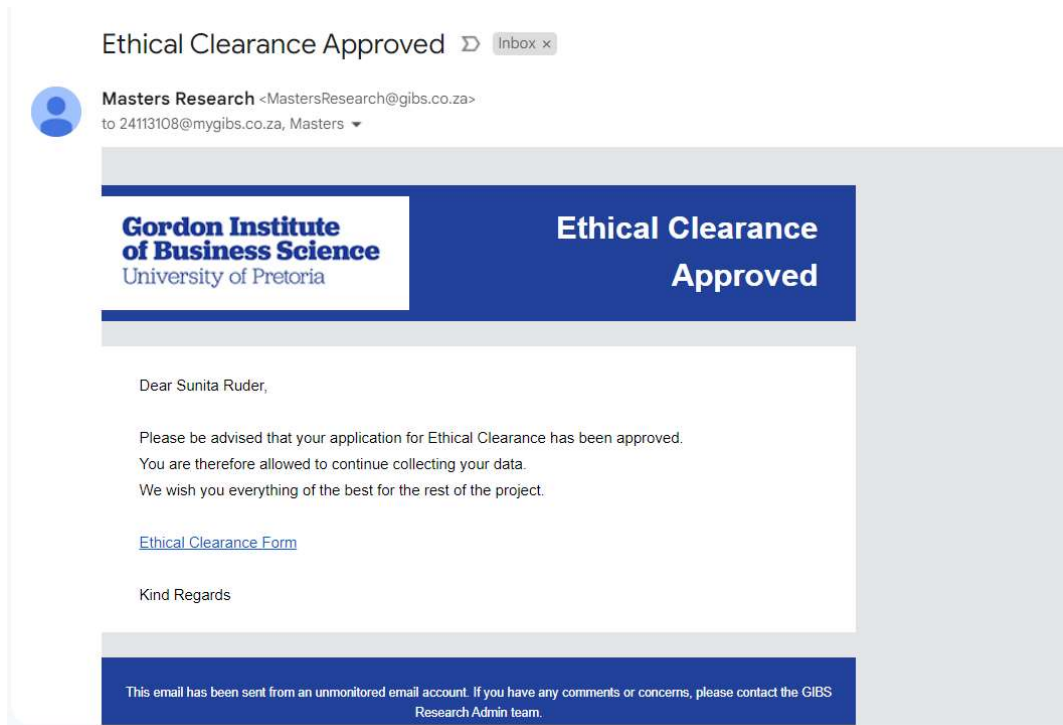 Ethical Clearance Approved Inbox ×
Masters Research <MastersResearch@gibs.co.za>
to 24113108@mygibs.co.za, Masters
Gordon Institute
of Business Science
University of Pretoria
Ethical Clearance
Approved
Dear Sunita Ruder,
Please be advised that your application for Ethical Clearance has been approved.
You are therefore allowed to continue collecting your data.
We wish you everything of the best for the rest of the project.
Ethical Clearance Form
Kind Regards
This email has been sent from an unmonitored email account. If you have any comments or concerns, please contact the GIBS
Research Admin team.